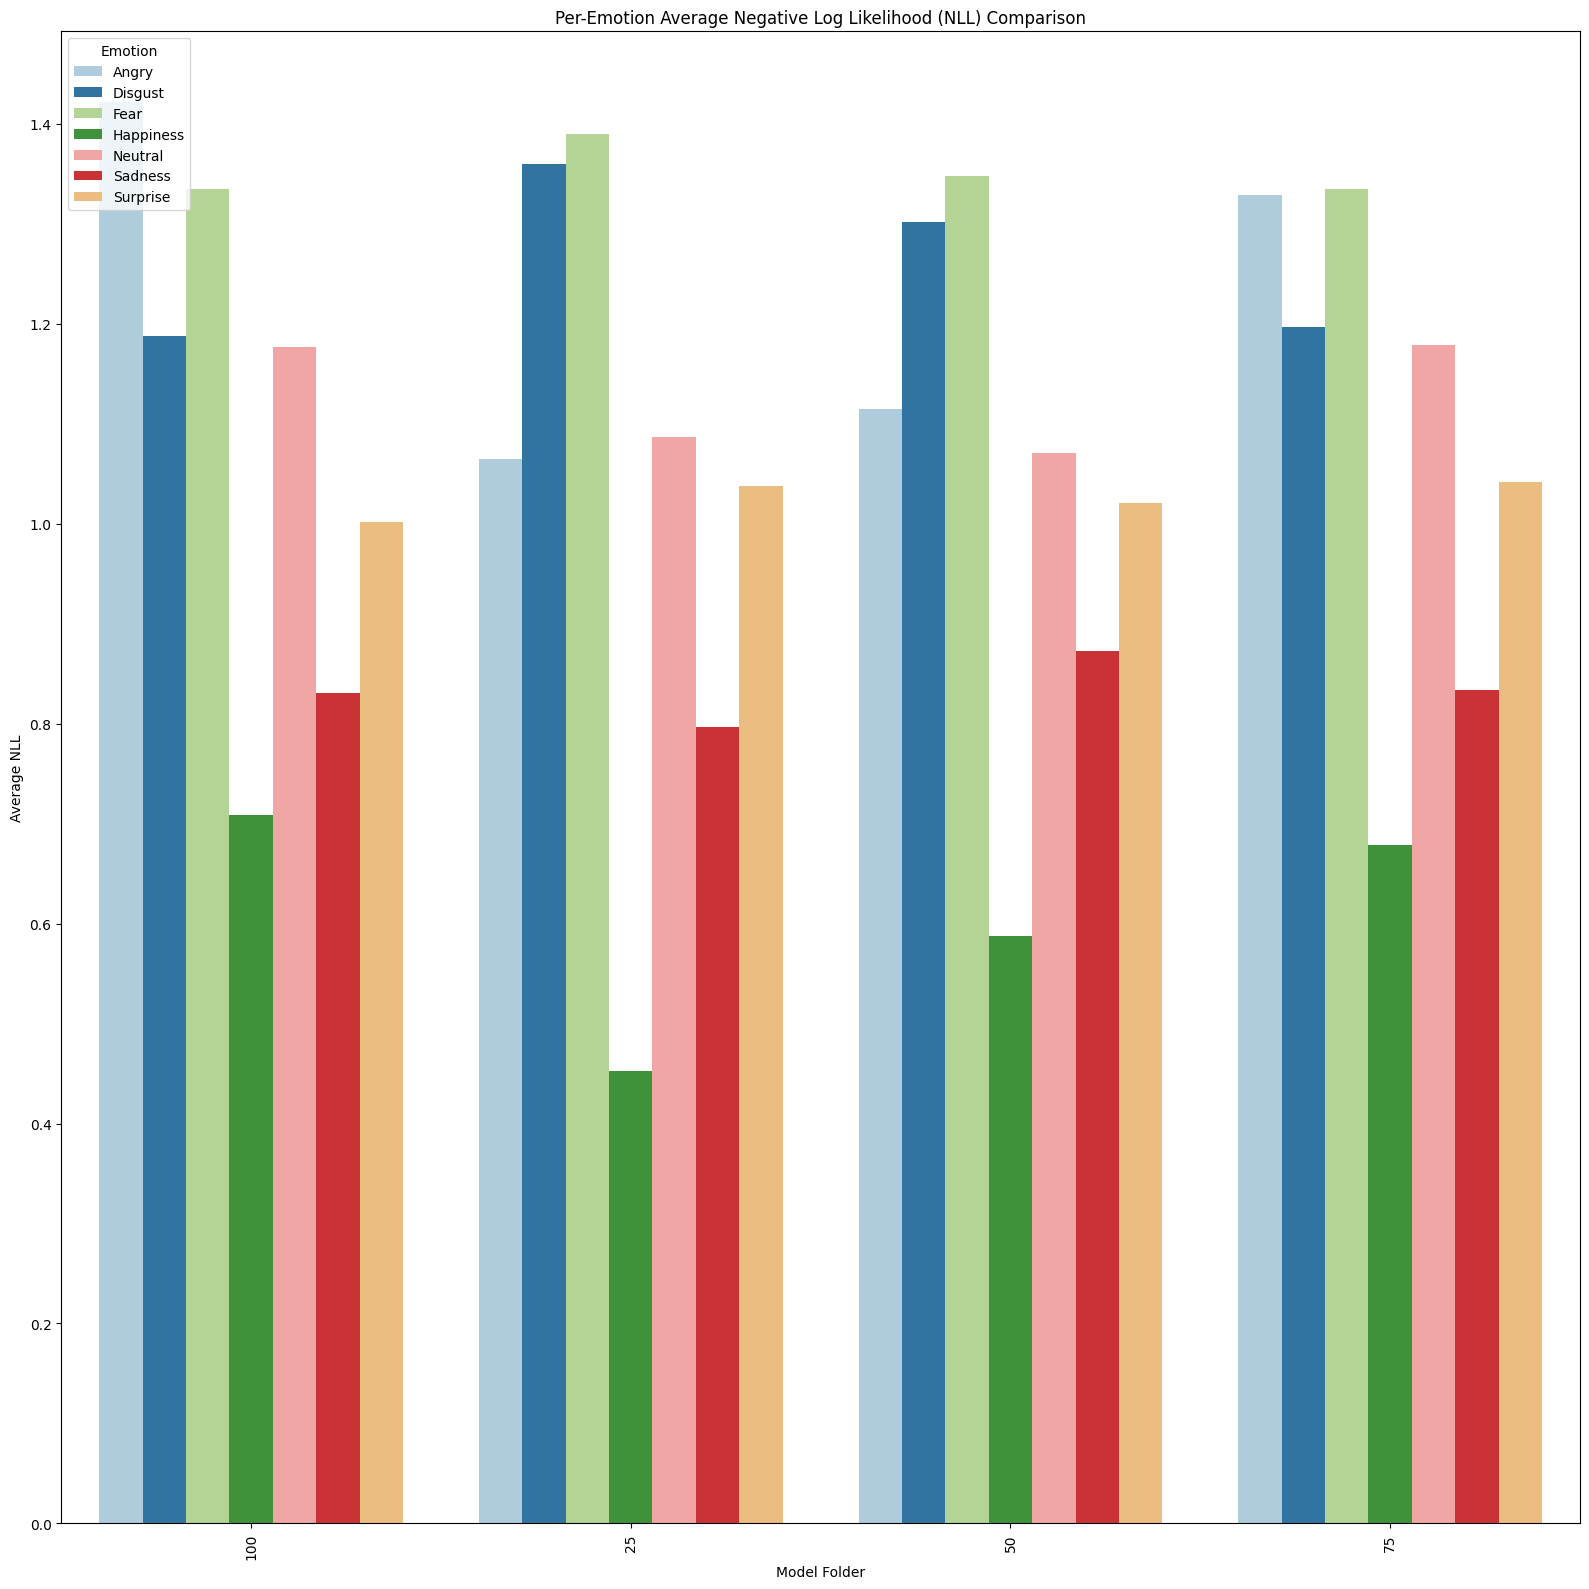 Per-Emotion Average Negative Log Likelihood (NLL) Comparison
Emotion
Angry
Disgust
Fear
Happiness
Neutral
Sadness
Surprise
Average NLL
1.4
1.2
1.0
0.8
0.6
0.4
0.2
0.0
100
25
50
75
Model Folder